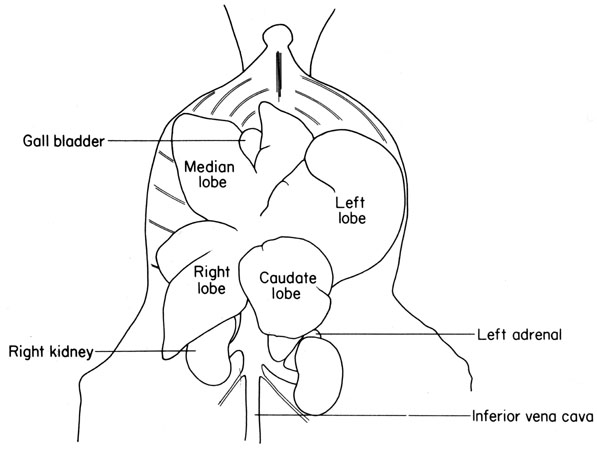 Gall bladder
Median
lobe
Left
lobe
Right
lobe
Caudate
lobe
Left adrenal
Right kidney
Inferior vena cava